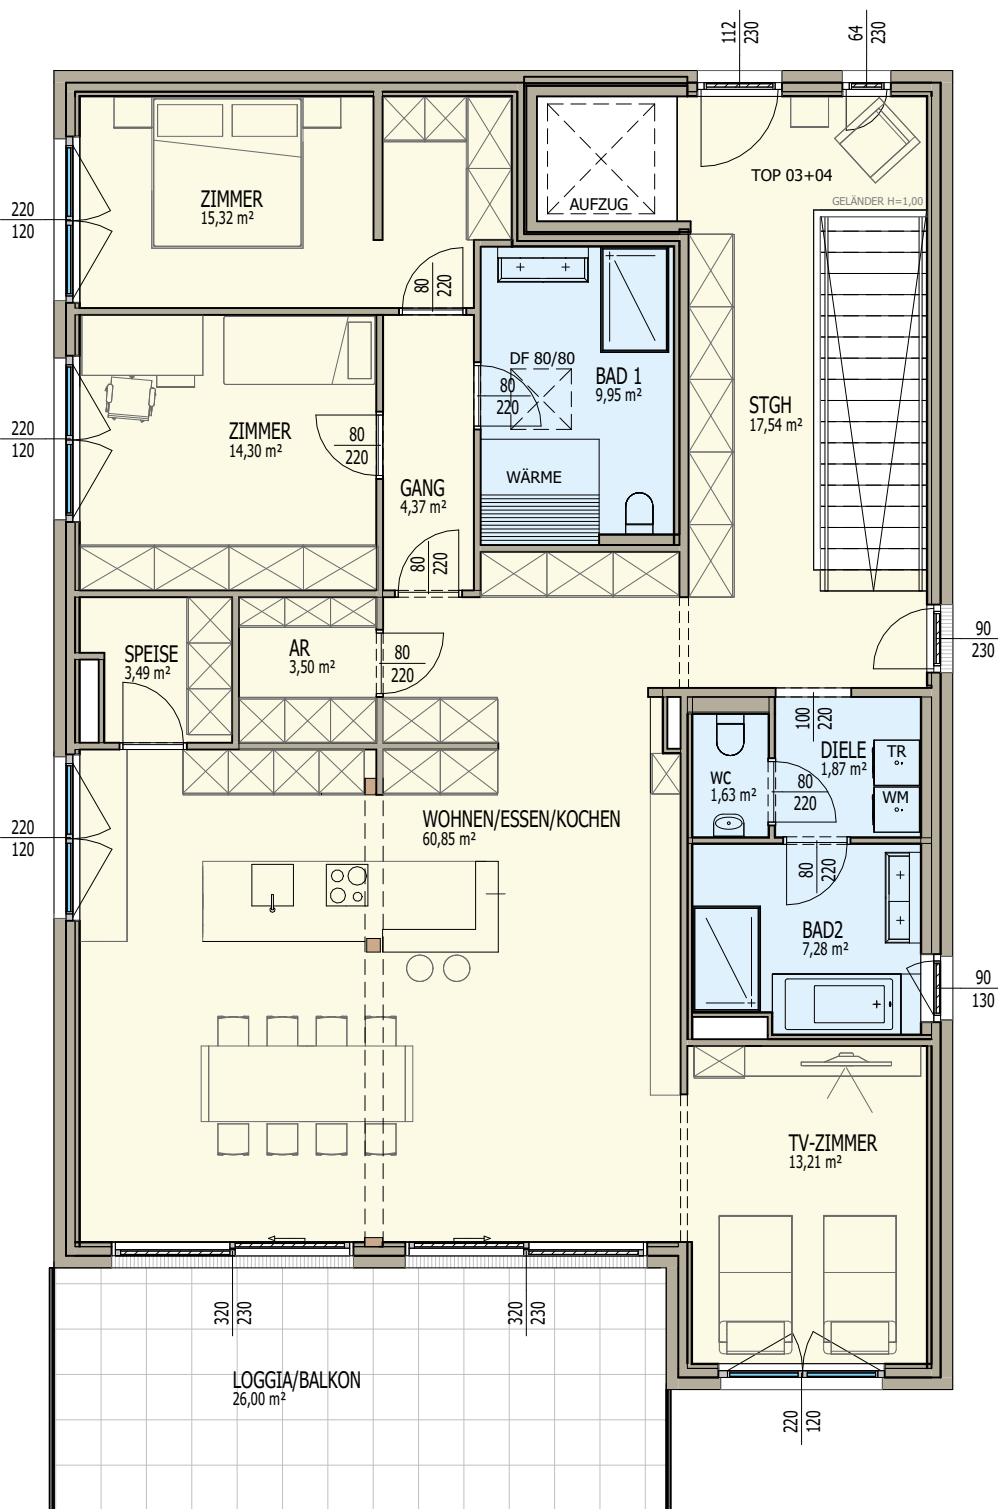 112
230
64
230
ZIMMER
15,32 m²
TOP 03+04
AUFZUG
GELÄNDER H=1,00
220
120
80
220
DF 80/80
BAD 1
9,95 m²
80
220
STGH
17,54 m²
220
120
ZIMMER
14,30 m²
80
220
GANG
4,37 m²
WÄRME
80
220
SPEISE
3,49 m²
AR
3,50 m²
80
220
90
230
100
220
DIELE
1,87 m²
TR
WC
1,63 m²
80
220
WM
220
120
WOHNEN/ESSEN/KOCHEN
60,85 m²
80
220
BAD2
7,28 m²
90
130
TV-ZIMMER
13,21 m²
320
230
320
230
LOGGIA/BALKON
26,00 m²
220
120